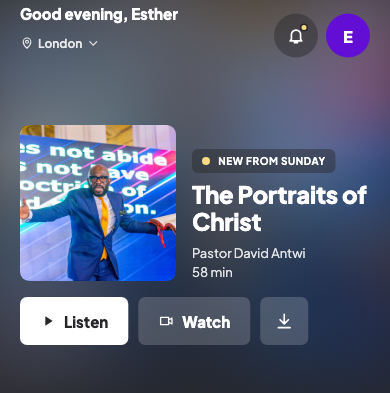 Good evening, Esther
London
E
es not abide
s not have
octrine of
on.
NEW FROM SUNDAY
The Portraits of
Christ
Pastor David Antwi
58 min
Listen
Watch